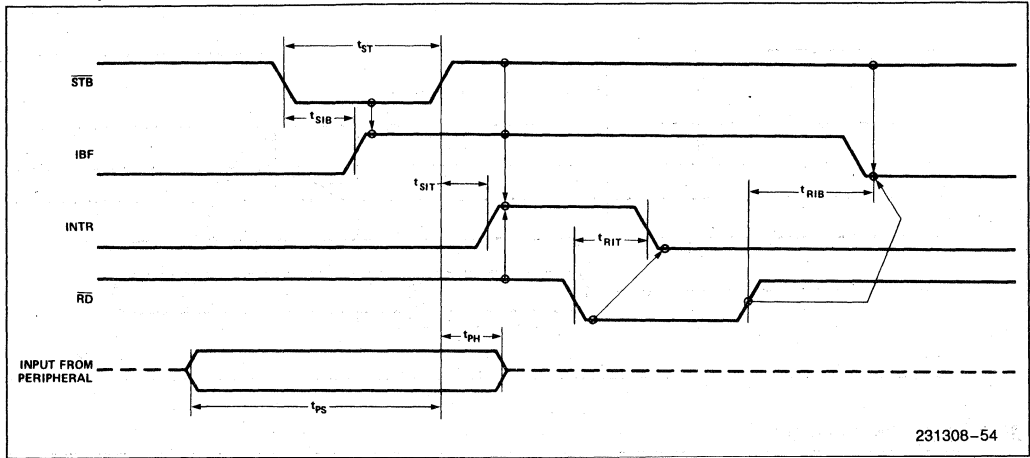 tST
STB
tSIB
IBF
tSIT
tRIB
INTR
tRIT
RD
tPH
INPUT FROM
PERIPHERAL
tPS
231308–54